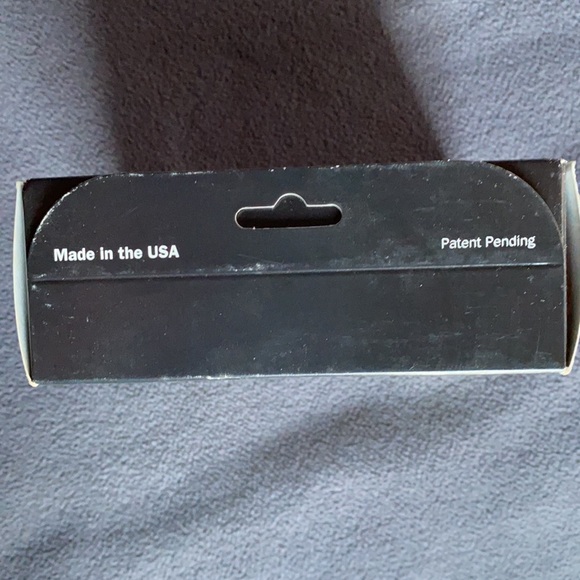 Made in the USA
Patent Pending